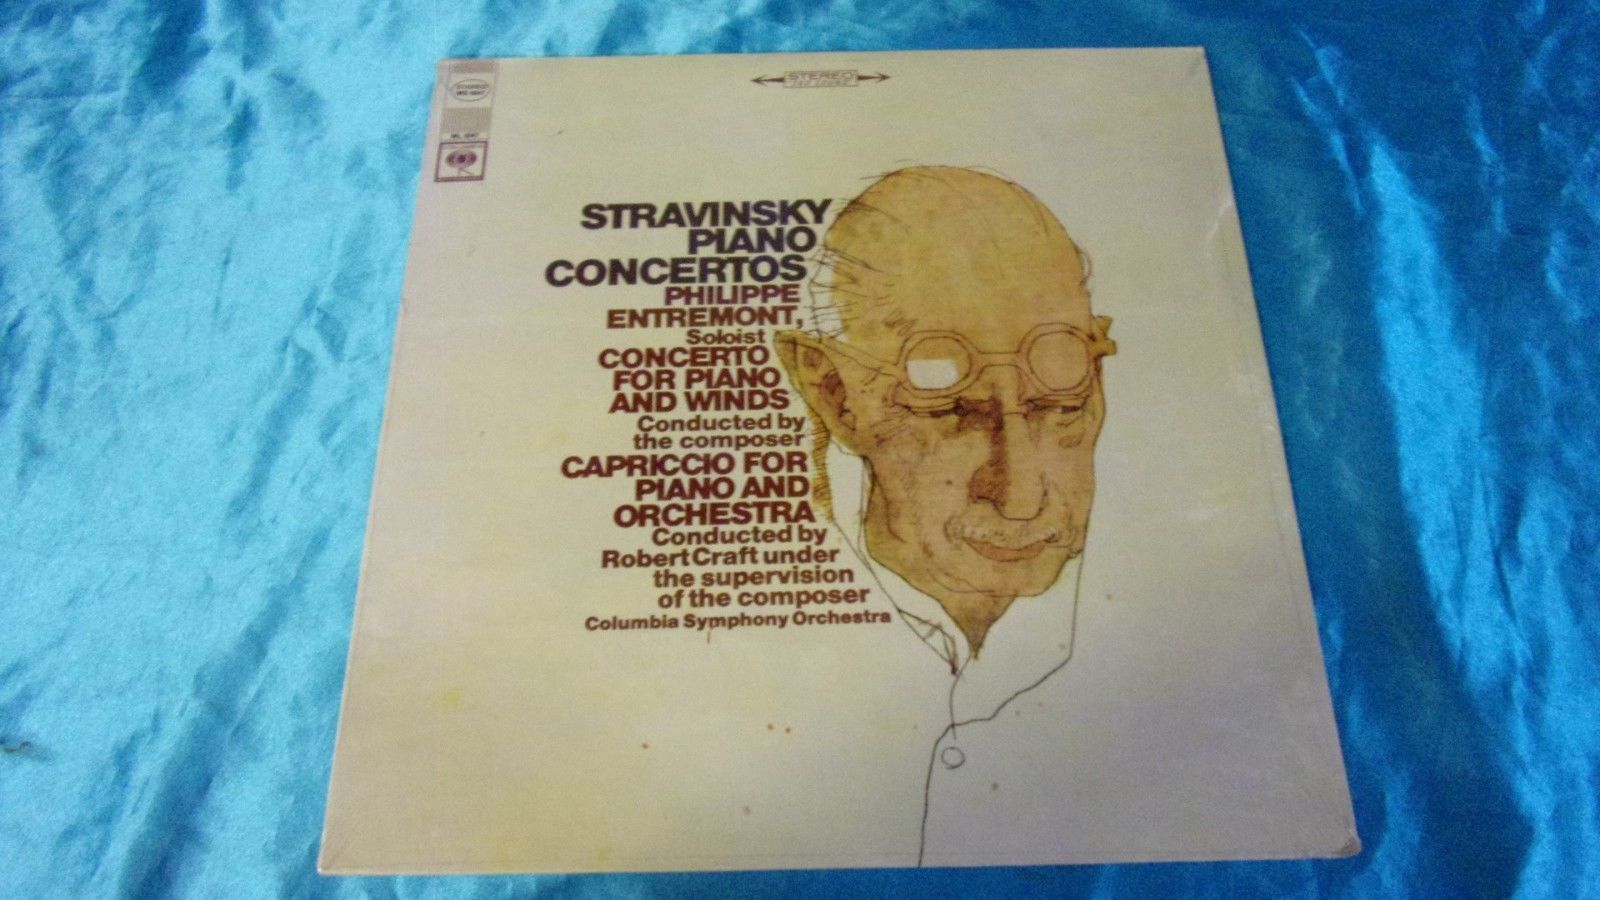 STEREO
STEREO
STRAVINSKY
PIANO
CONCERTOS
PHILIPPE
ENTREMONT,
Soloist
CONCERTO
FOR PIANO
AND WINDS
Conducted by
the composer
CAPRICCIO FOR
PIANO AND
ORCHESTRA
Conducted by
Robert Craft under
the supervision
of the composer
Columbia Symphony Orchestra